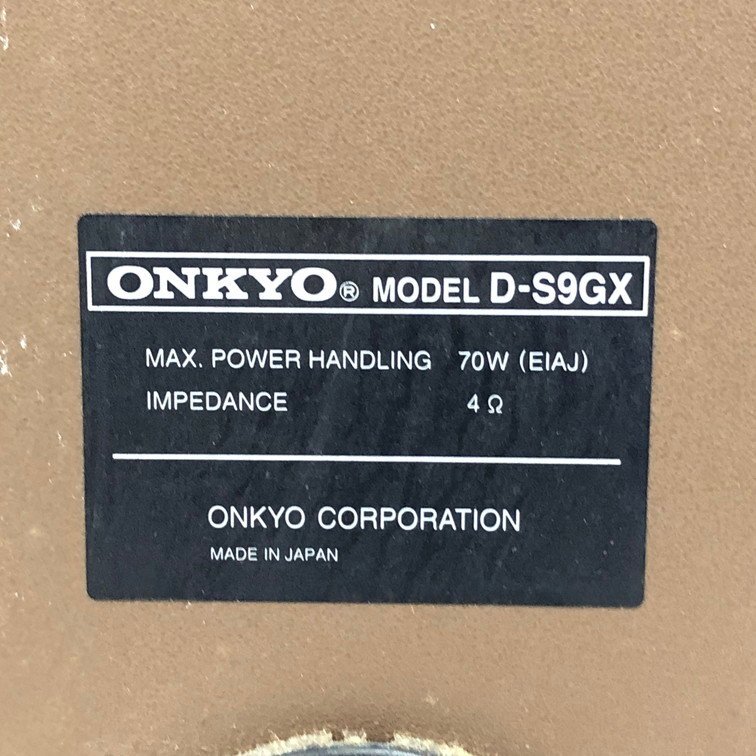 ONKYO® MODEL D-S9GX
MAX. POWER HANDLING 70W (EIAJ)
IMPEDANCE 4 Ω
ONKYO CORPORATION
MADE IN JAPAN